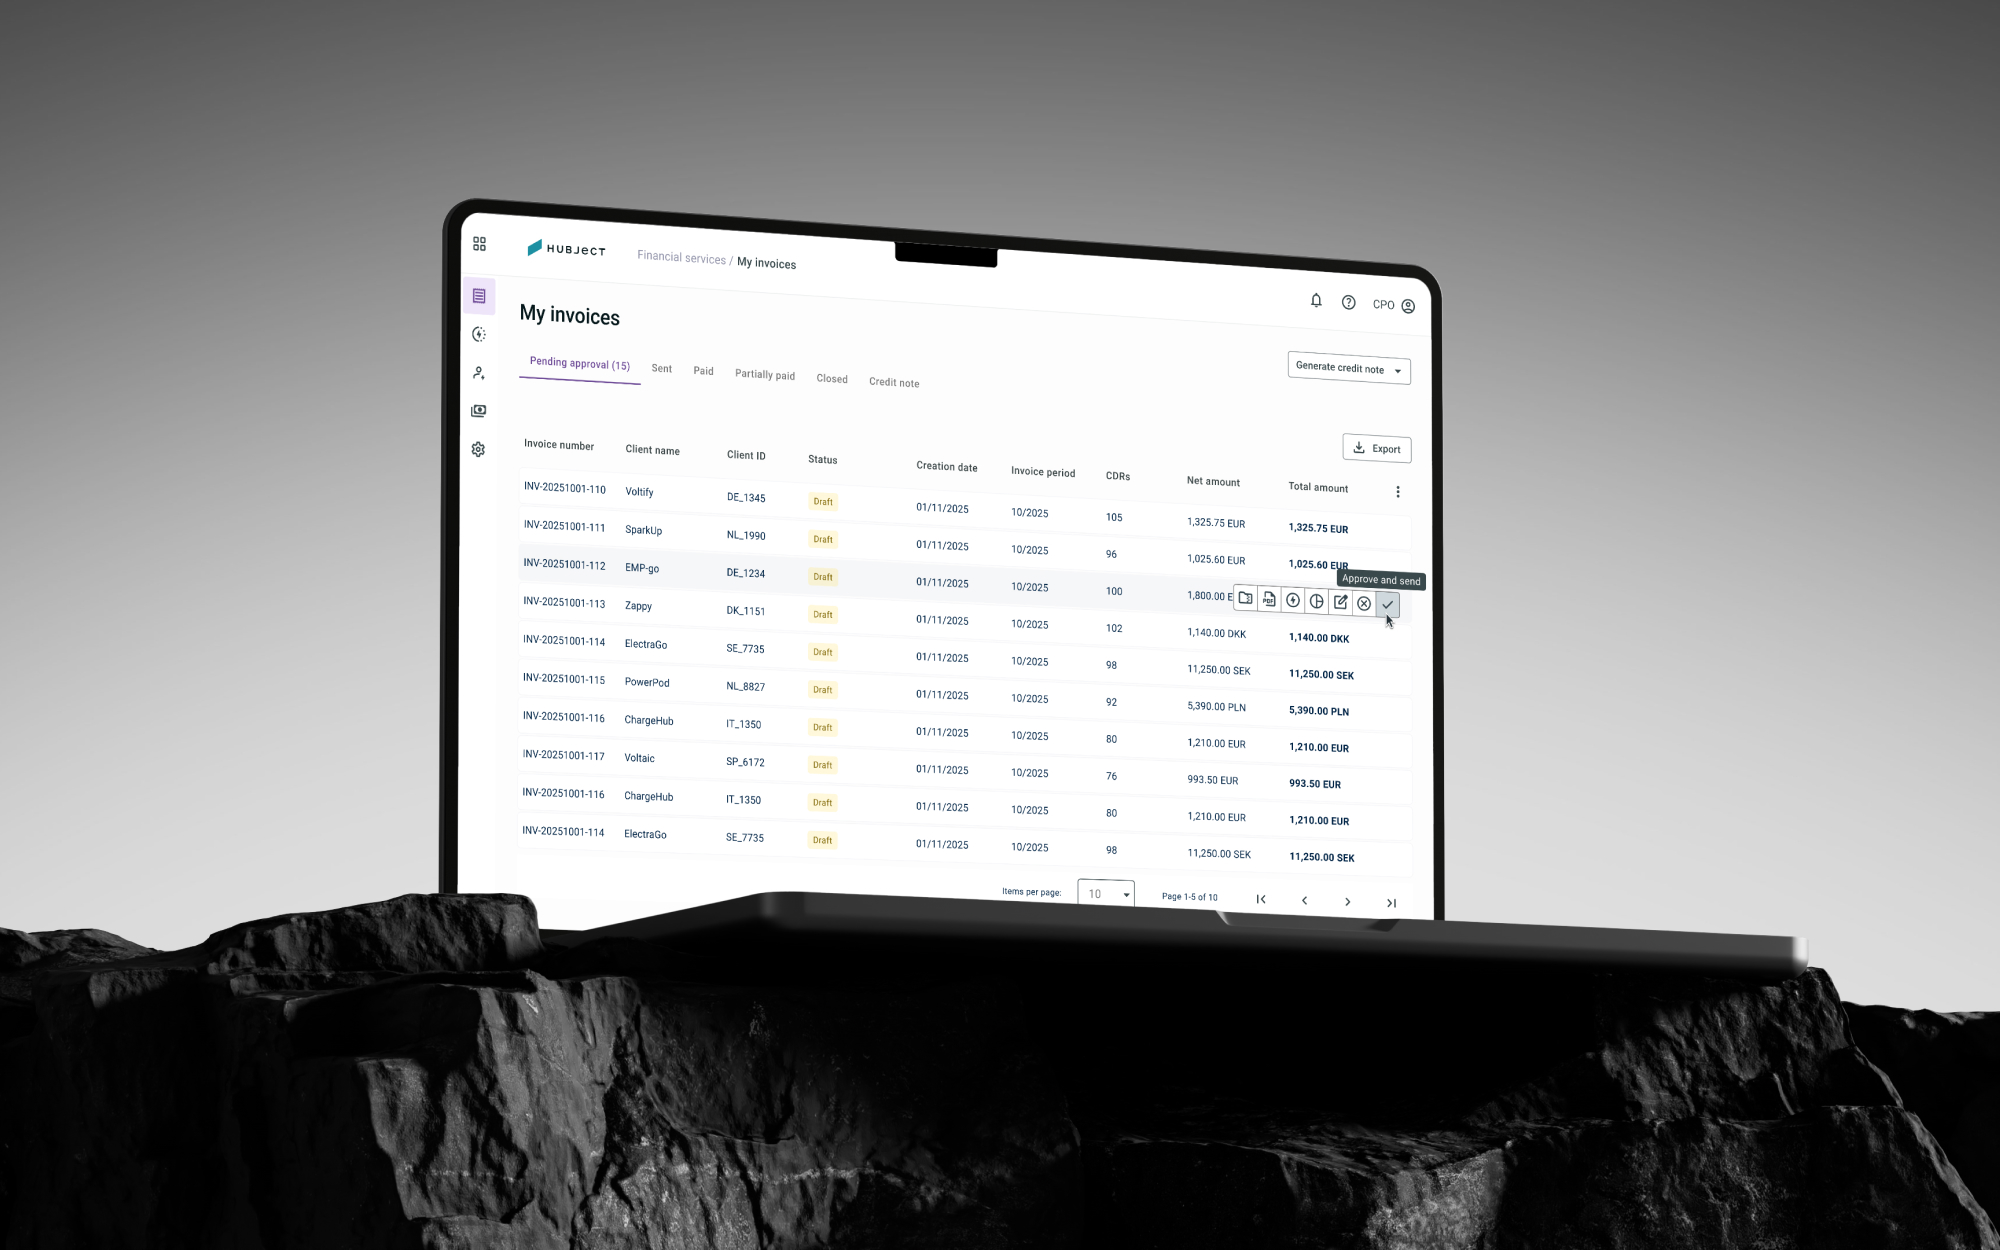 HUBJECT
Financial services / My invoices
CPO
My invoices
Pending approval (15) Sent Paid Partially paid Closed Credit note
Generate credit note
Export
Invoice number Client name Client ID Status Creation date Invoice period CDRs Net amount Total amount
INV-20251001-110 Voltify DE_1345 Draft 01/11/2025 10/2025 105 1,325.75 EUR 1,325.75 EUR
INV-20251001-111 SparkUp NL_1990 Draft 01/11/2025 10/2025 96 1,025.60 EUR 1,025.60 EUR
Approve and send
INV-20251001-112 EMP-go DE_1234 Draft 01/11/2025 10/2025 100 1,800.00 E
PDF
INV-20251001-113 Zappy DK_1151 Draft 01/11/2025 10/2025 102 1,140.00 DKK 1,140.00 DKK
INV-20251001-114 ElectraGo SE_7735 Draft 01/11/2025 10/2025 98 11,250.00 SEK 11,250.00 SEK
INV-20251001-115 PowerPod NL_8827 Draft 01/11/2025 10/2025 92 5,390.00 PLN 5,390.00 PLN
INV-20251001-116 ChargeHub IT_1350 Draft 01/11/2025 10/2025 80 1,210.00 EUR 1,210.00 EUR
INV-20251001-117 Voltaic SP_6172 Draft 01/11/2025 10/2025 76 993.50 EUR 993.50 EUR
INV-20251001-116 ChargeHub IT_1350 Draft 01/11/2025 10/2025 80 1,210.00 EUR 1,210.00 EUR
INV-20251001-114 ElectraGo SE_7735 Draft 01/11/2025 10/2025 98 11,250.00 SEK 11,250.00 SEK
Items per page: 10 Page 1-5 of 10